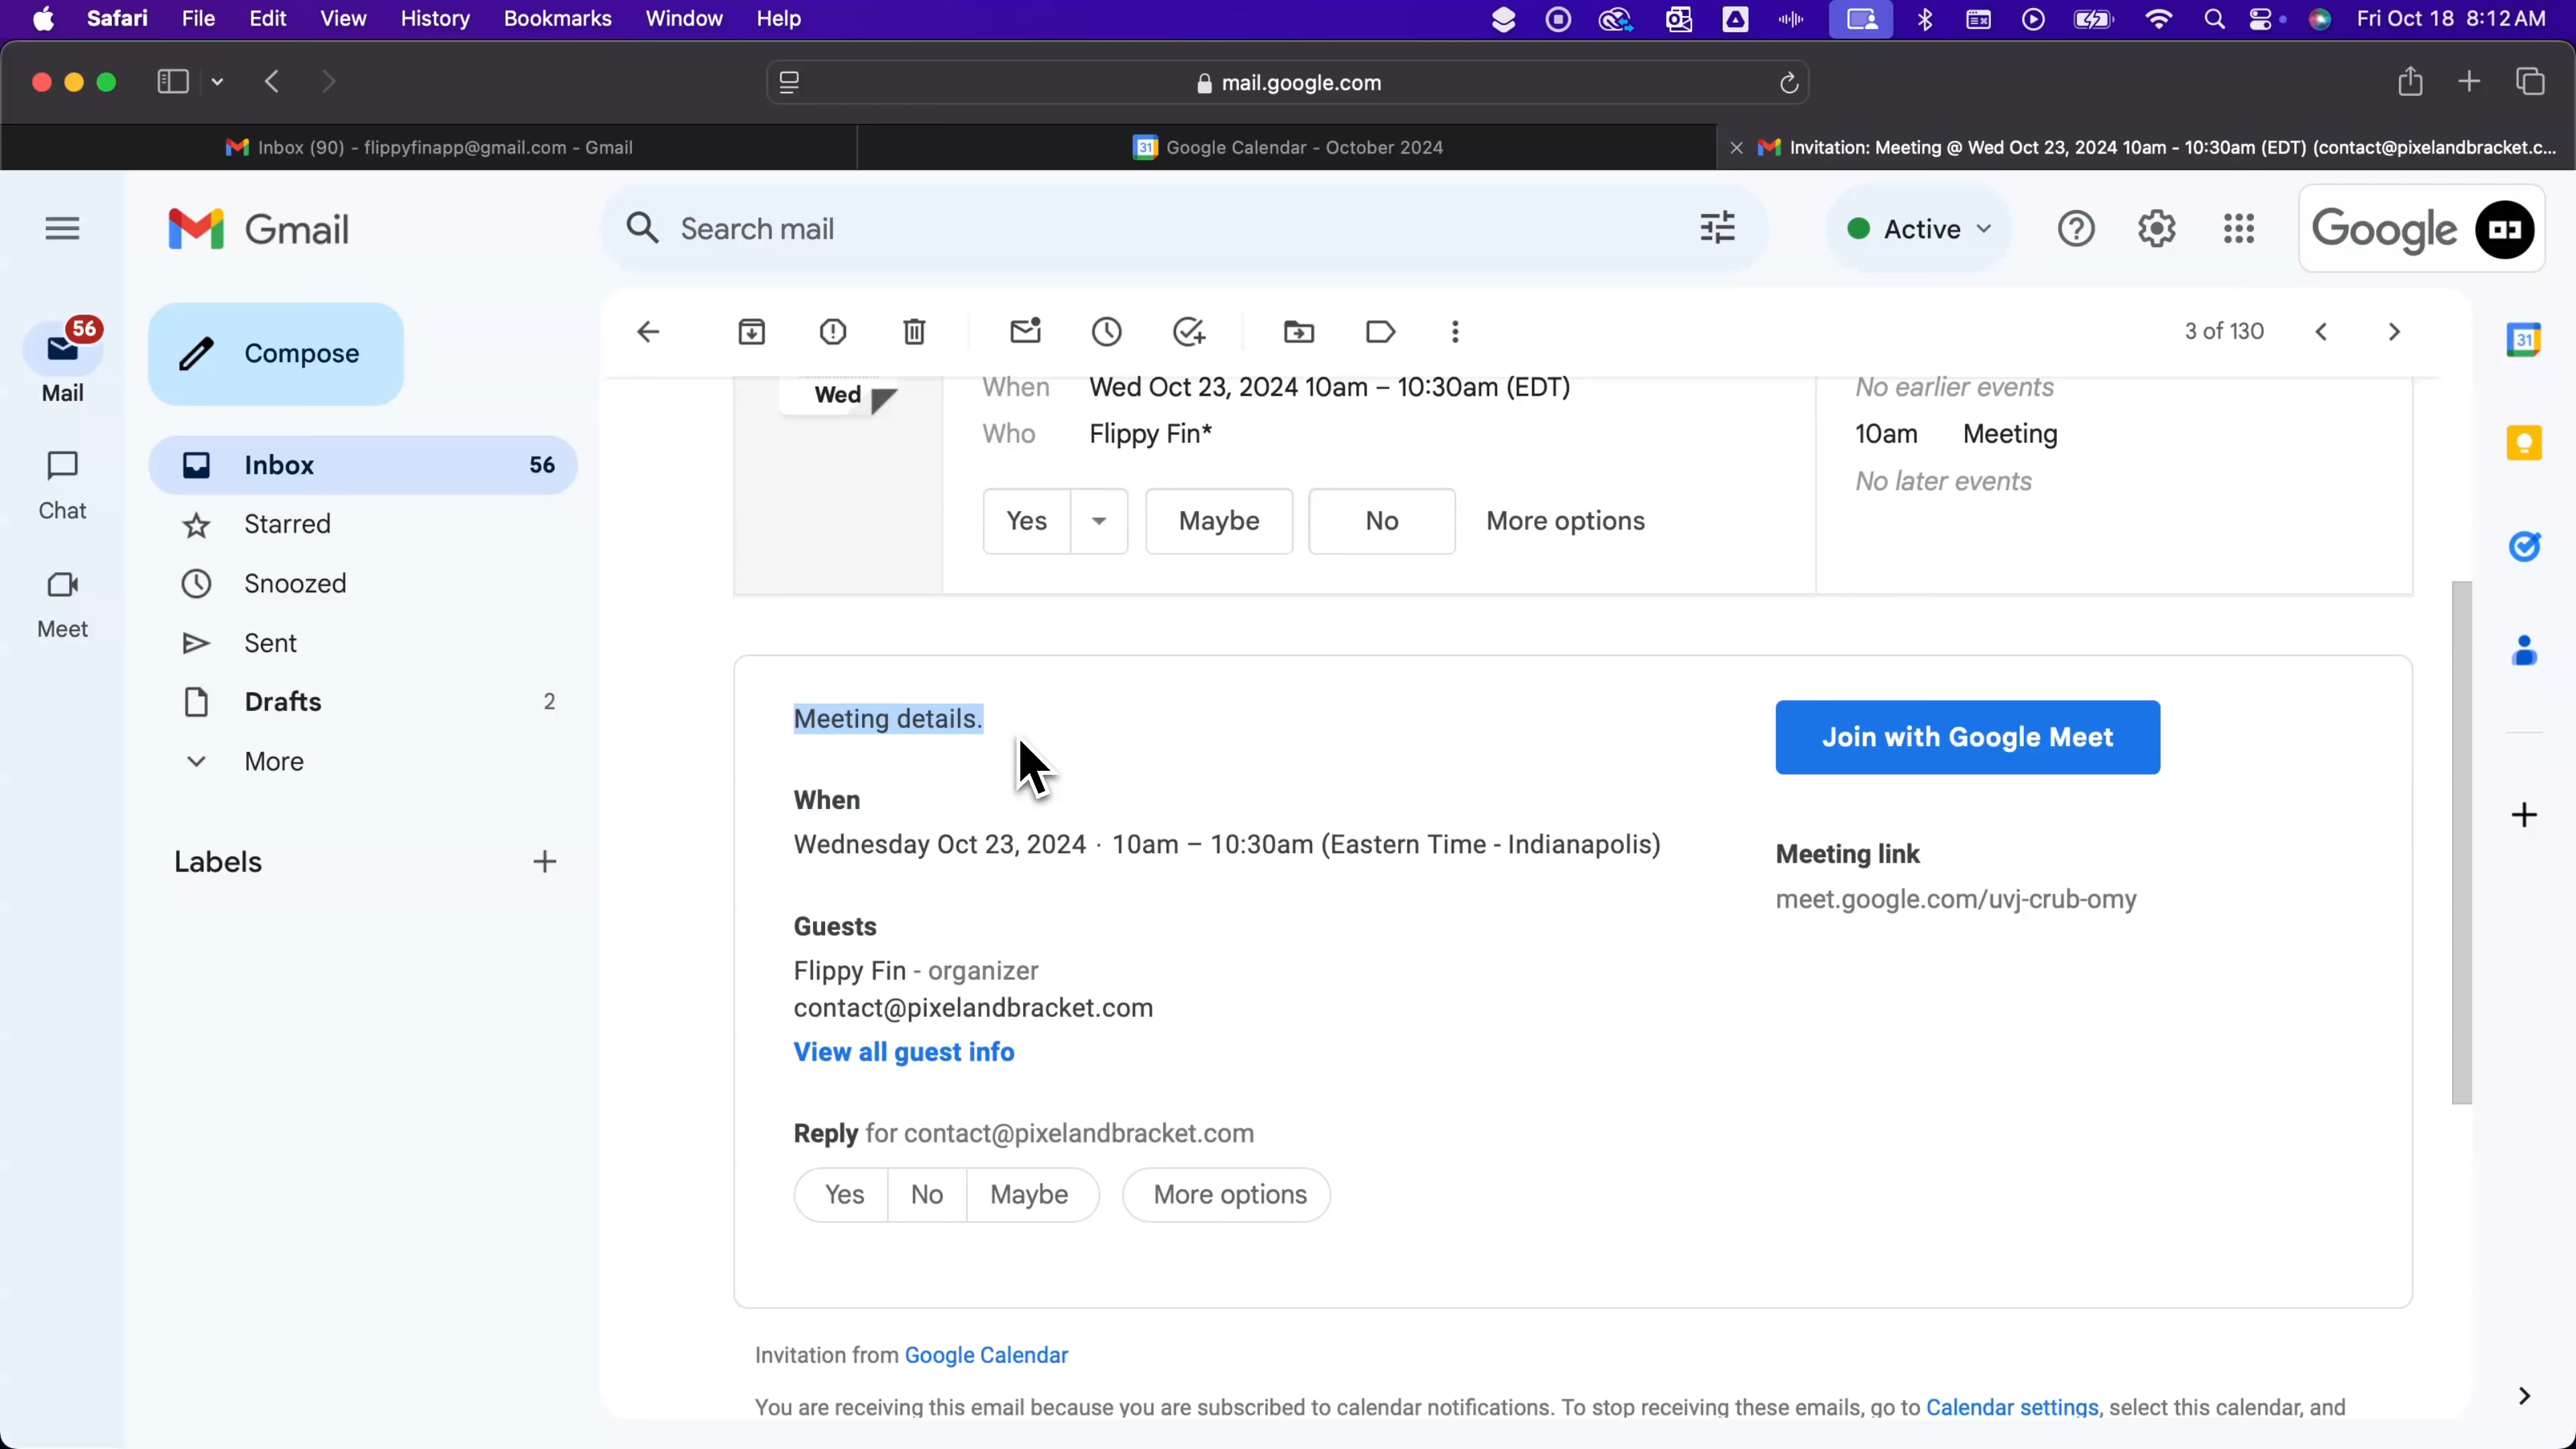 Safari File Edit View History Bookmarks Window Help Fri Oct 18 8:12 AM
mail.google.com
Inbox (90) - flippyfinapp@gmail.com - Gmail
31 Google Calendar - October 2024
Invitation: Meeting @ Wed Oct 23, 2024 10am - 10:30am (EDT) (contact@pixelandbracket.c...
Gmail
Search mail
Active
Google
56
Mail
Chat
Meet
Compose
Inbox 56
Starred
Snoozed
Sent
Drafts 2
More
Labels
3 of 130
31
Wed
When Wed Oct 23, 2024 10am – 10:30am (EDT)
Who Flippy Fin*
Yes Maybe No More options
No earlier events
10am Meeting
No later events
Meeting details.
When
Wednesday Oct 23, 2024 · 10am – 10:30am (Eastern Time - Indianapolis)
Guests
Flippy Fin - organizer
contact@pixelandbracket.com
View all guest info
Reply for contact@pixelandbracket.com
Yes No Maybe More options
Join with Google Meet
Meeting link
meet.google.com/uvj-crub-omy
Invitation from Google Calendar
You are receiving this email because you are subscribed to calendar notifications. To stop receiving these emails, go to Calendar settings, select this calendar, and